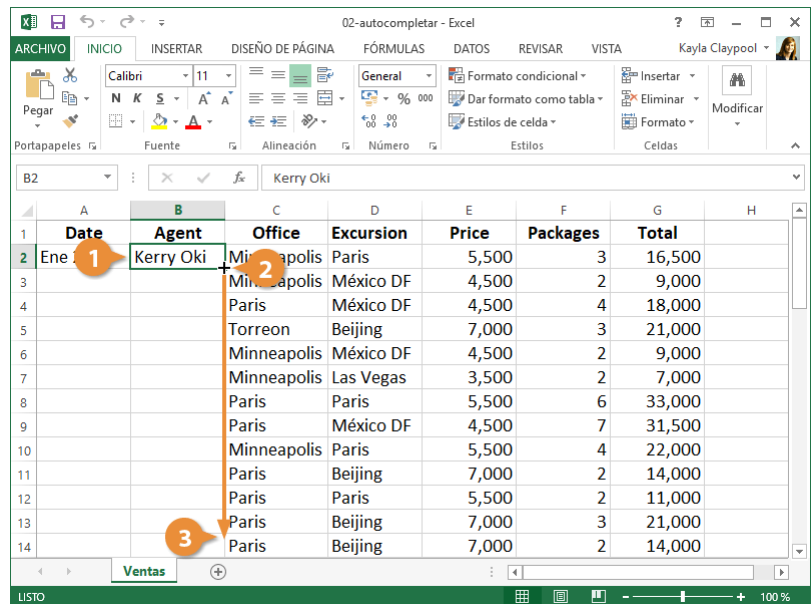 02-autocompletar - Excel
?
ARCHIVO INICIO INSERTAR DISEÑO DE PÁGINA FÓRMULAS DATOS REVISAR VISTA Kayla Claypool
Pegar
Calibri 11
N K S A A
A
General
% 000
Formato condicional
Dar formato como tabla
Estilos de celda
Insertar
Eliminar
Formato
Modificar
Portapapeles Fuente Alineación Número Estilos Celdas
B2 fx Kerry Oki
A B C D E F G H
1 Date Agent Office Excursion Price Packages Total
2 Ene 1 Kerry Oki 2 Paris 5,500 3 16,500
3 México DF 4,500 2 9,000
4 Paris México DF 4,500 4 18,000
5 Torreon Beijing 7,000 3 21,000
6 Minneapolis México DF 4,500 2 9,000
7 Minneapolis Las Vegas 3,500 2 7,000
8 Paris Paris 5,500 6 33,000
9 Paris México DF 4,500 7 31,500
10 Minneapolis Paris 5,500 4 22,000
11 Paris Beijing 7,000 2 14,000
12 Paris Paris 5,500 2 11,000
13 Paris Beijing 7,000 3 21,000
14 3 Paris Beijing 7,000 2 14,000
Ventas
LISTO 100 %